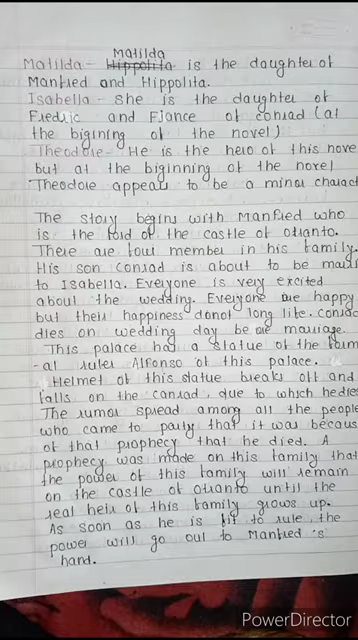 Matilda
Matilda - Hippolita is the daughter of
Manfred and Hippolita.
Isabella - She is the daughter of
Fredric and Fionce of conrad (at
the bigining of the novel)
Theodore - He is the hero of this nove
but at the biginning of the novel
Theodore appears to be a minor charact
The story begins with Manfred who
is the lord of the castle of otranto.
There are four member in his family.
His son Conrad is about to be mari
to Isabella. Everyone is very excited
about the wedding. Everyone are happy
but their happiness donot long life. Conrad
dies on wedding day before marriage.
This palace has a statue of the form
-al ruler Alfonso of this palace.
Helmet of this statue breaks off and
falls on the conrad, due to which he dies
The rumor spread among all the people
who came to party that it was becaus
of that prophecy that he died. A
prophecy was made on this family that
the power of this family will remain
on the castle of otranto until the
real heir of this family grows up.
As soon as he is fit to rule, the
power will go out to Manfred's
hand.
PowerDirector